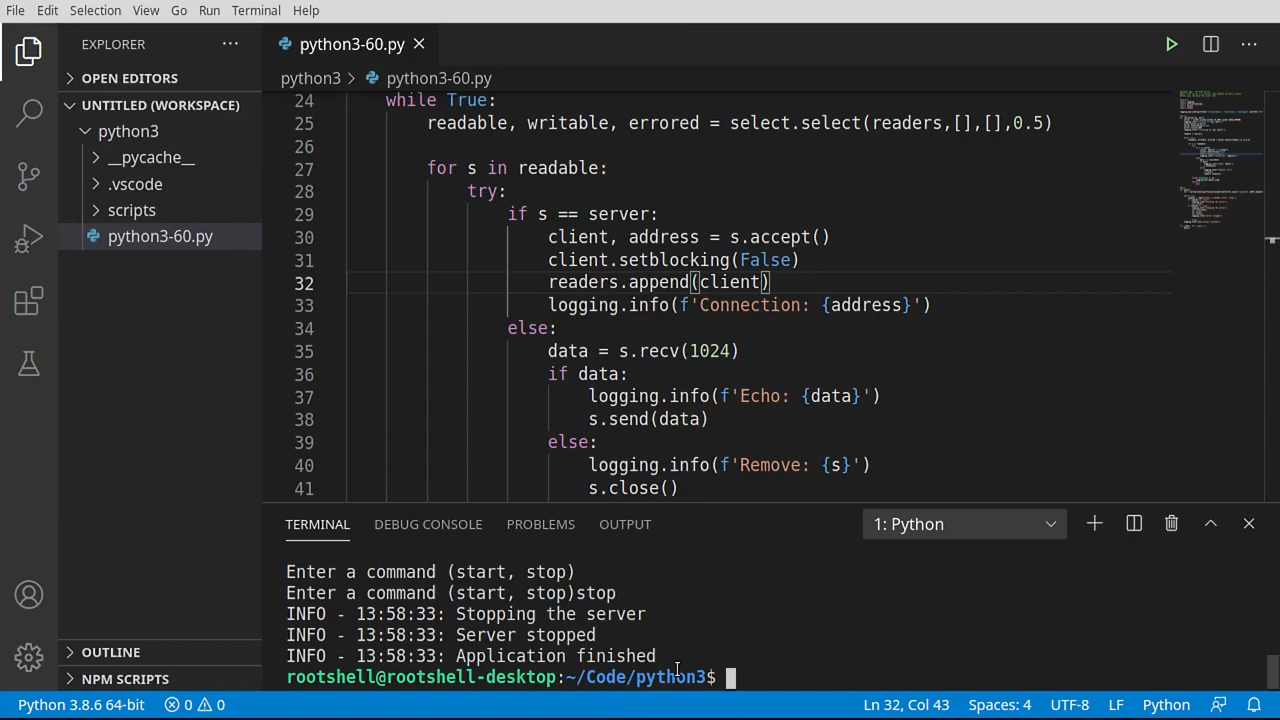 File Edit Selection View Go Run Terminal Help
EXPLORER
OPEN EDITORS
UNTITLED (WORKSPACE)
python3
__pycache__
.vscode
scripts
python3-60.py
OUTLINE
NPM SCRIPTS
python3-60.py
python3 > python3-60.py
24 while True:
25 readable, writable, errored = select.select(readers,[],[],0.5)
26
27 for s in readable:
28 try:
29 if s == server:
30 client, address = s.accept()
31 client.setblocking(False)
32 readers.append(client)
33 logging.info(f'Connection: {address}')
34 else:
35 data = s.recv(1024)
36 if data:
37 logging.info(f'Echo: {data}')
38 s.send(data)
39 else:
40 logging.info(f'Remove: {s}')
41 s.close()
TERMINAL DEBUG CONSOLE PROBLEMS OUTPUT 1: Python
Enter a command (start, stop)
Enter a command (start, stop)stop
INFO - 13:58:33: Stopping the server
INFO - 13:58:33: Server stopped
INFO - 13:58:33: Application finished
rootshell@rootshell-desktop:~/Code/python3$
Python 3.8.6 64-bit 0 0 Ln 32, Col 43 Spaces: 4 UTF-8 LF Python